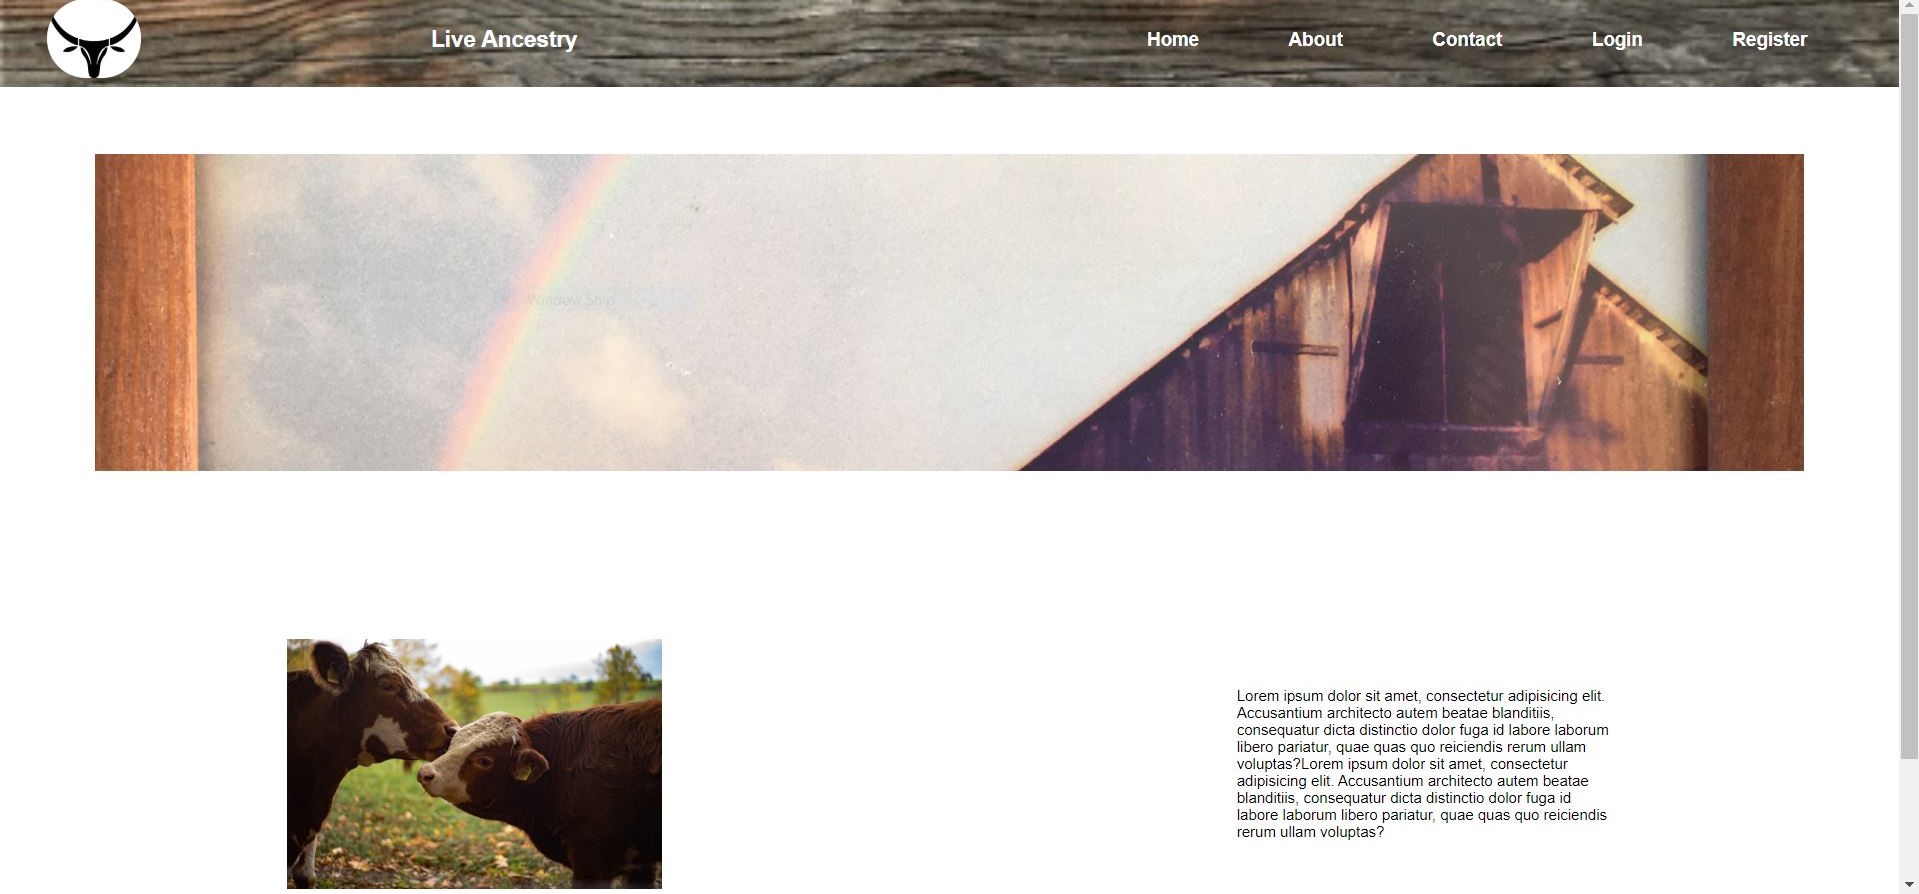 Live Ancestry
Home
About
Contact
Login
Register
Window Snip
Lorem ipsum dolor sit amet, consectetur adipisicing elit.
Accusantium architecto autem beatae blanditiis,
consequatur dicta distinctio dolor fuga id labore laborum
libero pariatur, quae quas quo reiciendis rerum ullam
voluptas?Lorem ipsum dolor sit amet, consectetur
adipisicing elit. Accusantium architecto autem beatae
blanditiis, consequatur dicta distinctio dolor fuga id
labore laborum libero pariatur, quae quas quo reiciendis
rerum ullam voluptas?